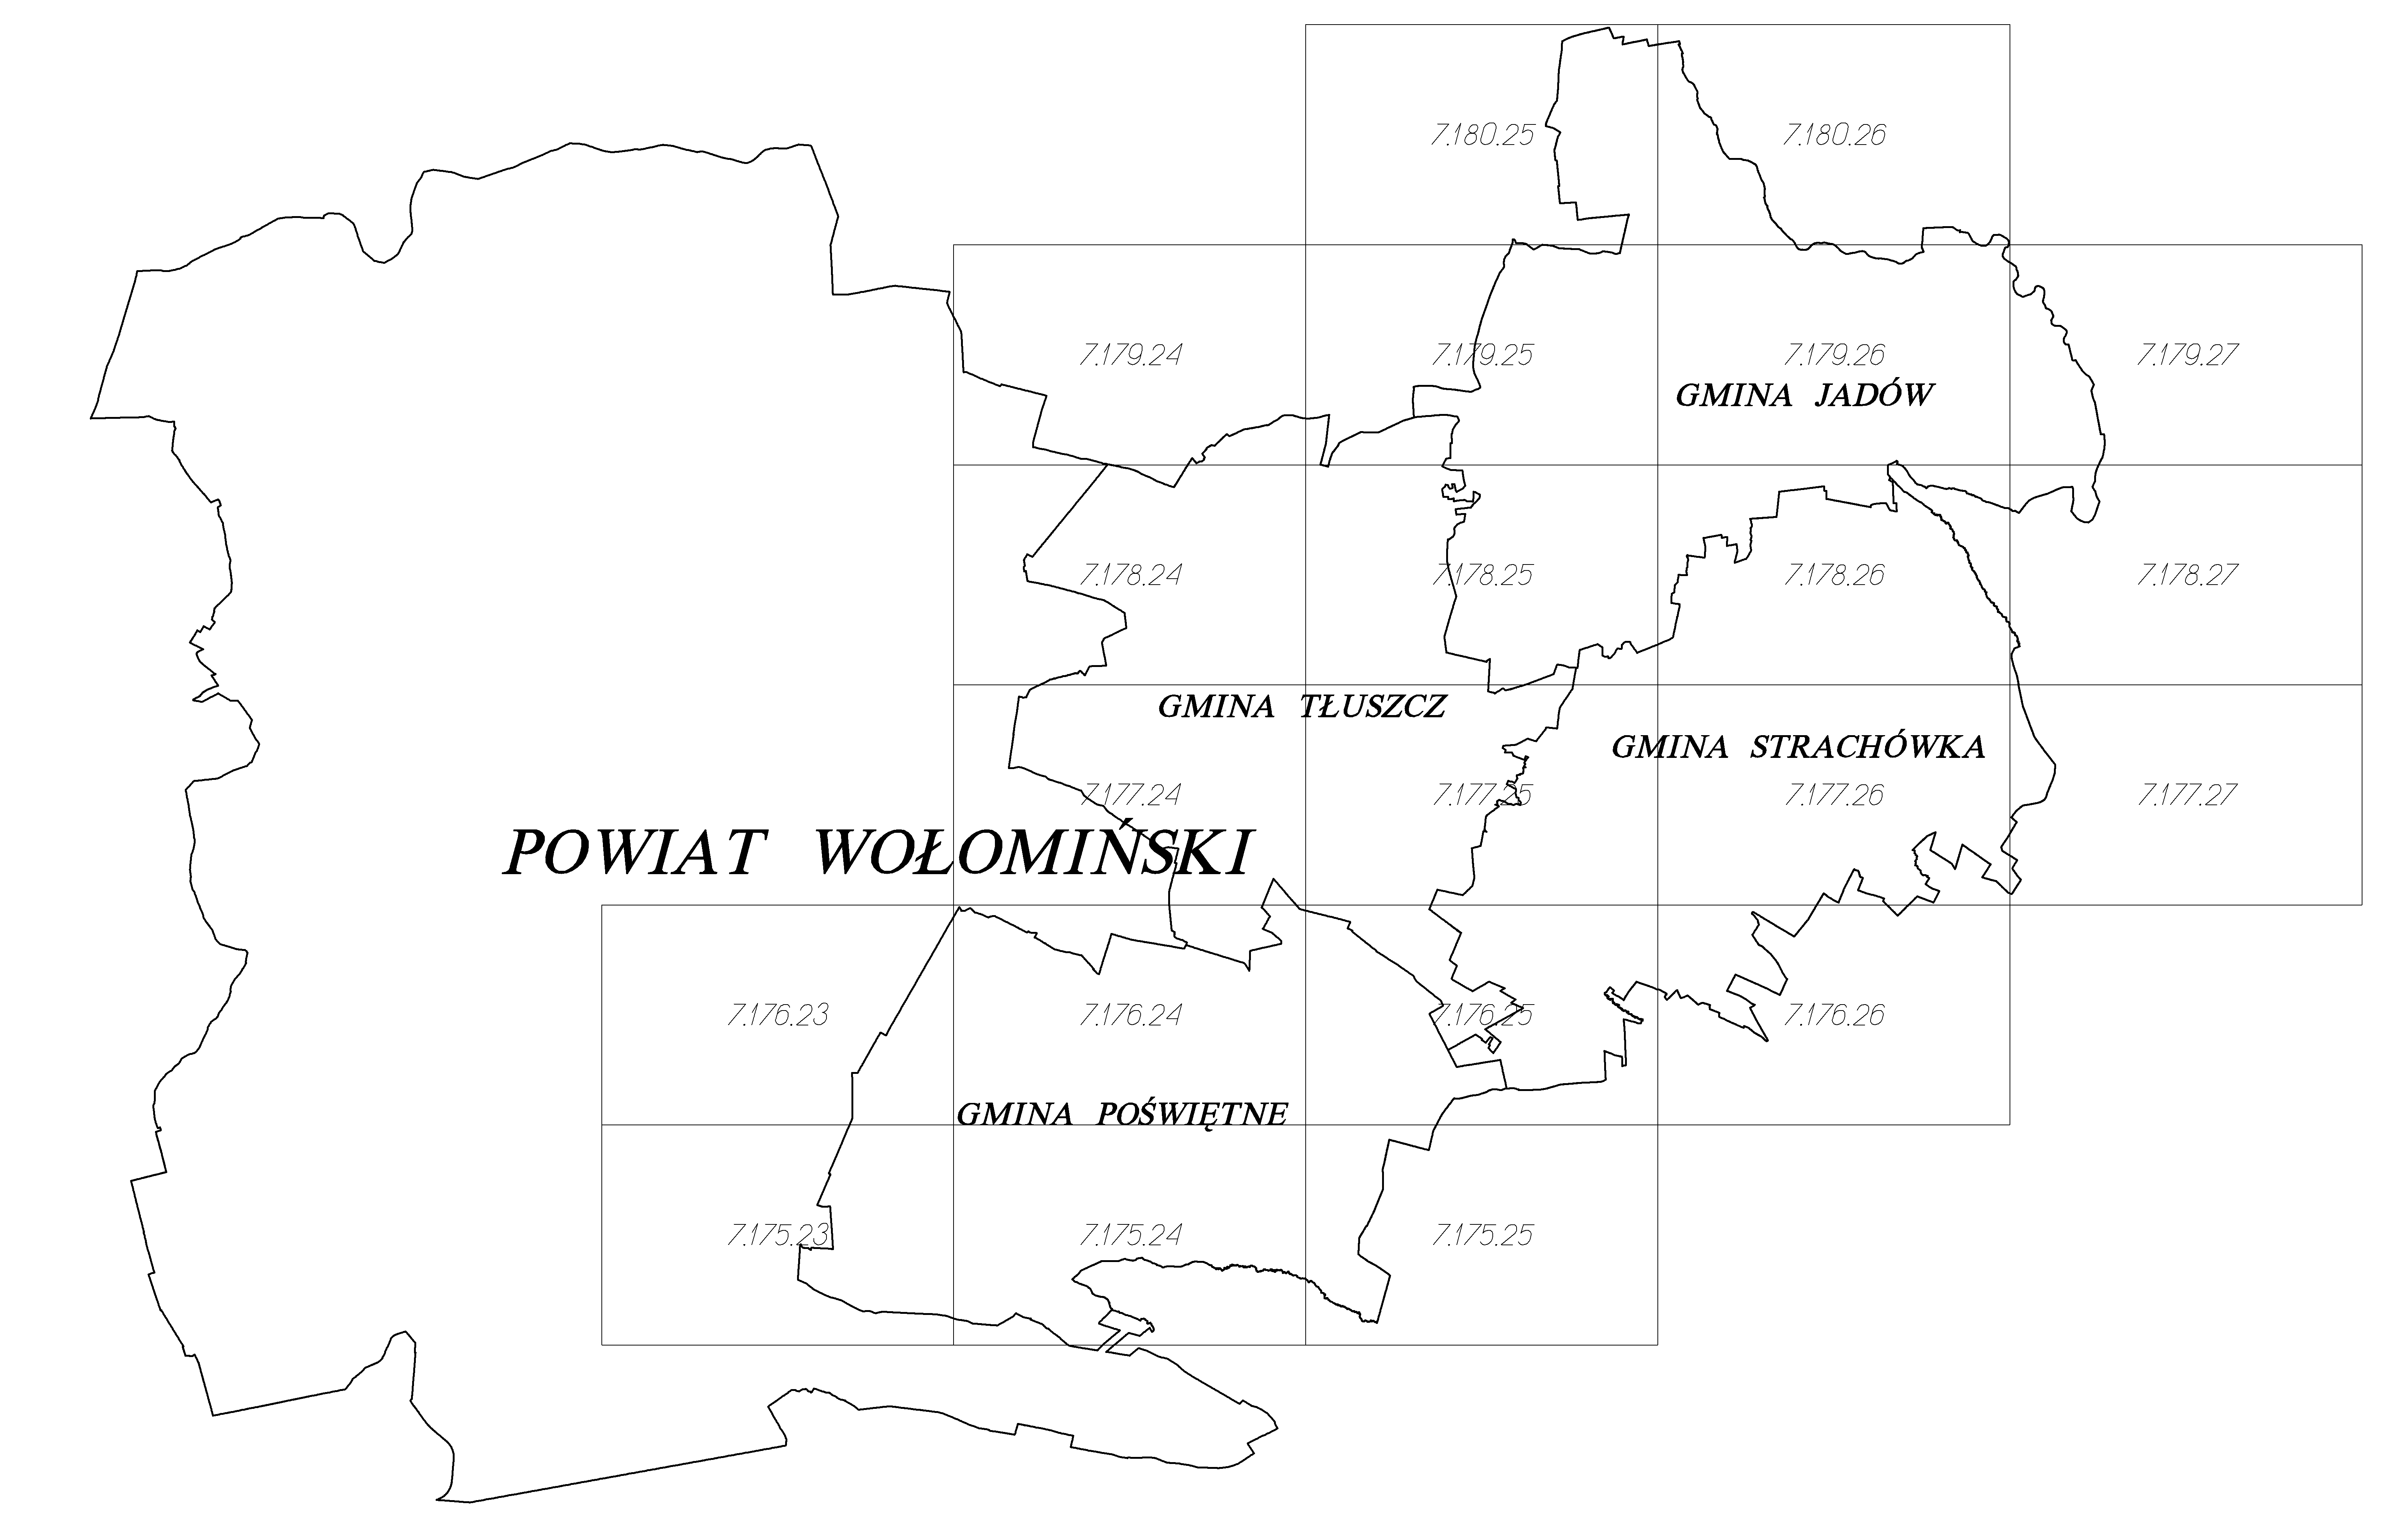 7.180.25 7.180.26
7.179.24 7.179.25 7.179.26 7.179.27
GMINA JADÓW
7.178.24 7.178.25 7.178.26 7.178.27
GMINA TŁUSZCZ
GMINA STRACHÓWKA
7.177.24 7.177.25 7.177.26 7.177.27
POWIAT WOŁOMIŃSKI
7.176.23 7.176.24 7.176.25 7.176.26
GMINA POŚWIĘTNE
7.175.23 7.175.24 7.175.25